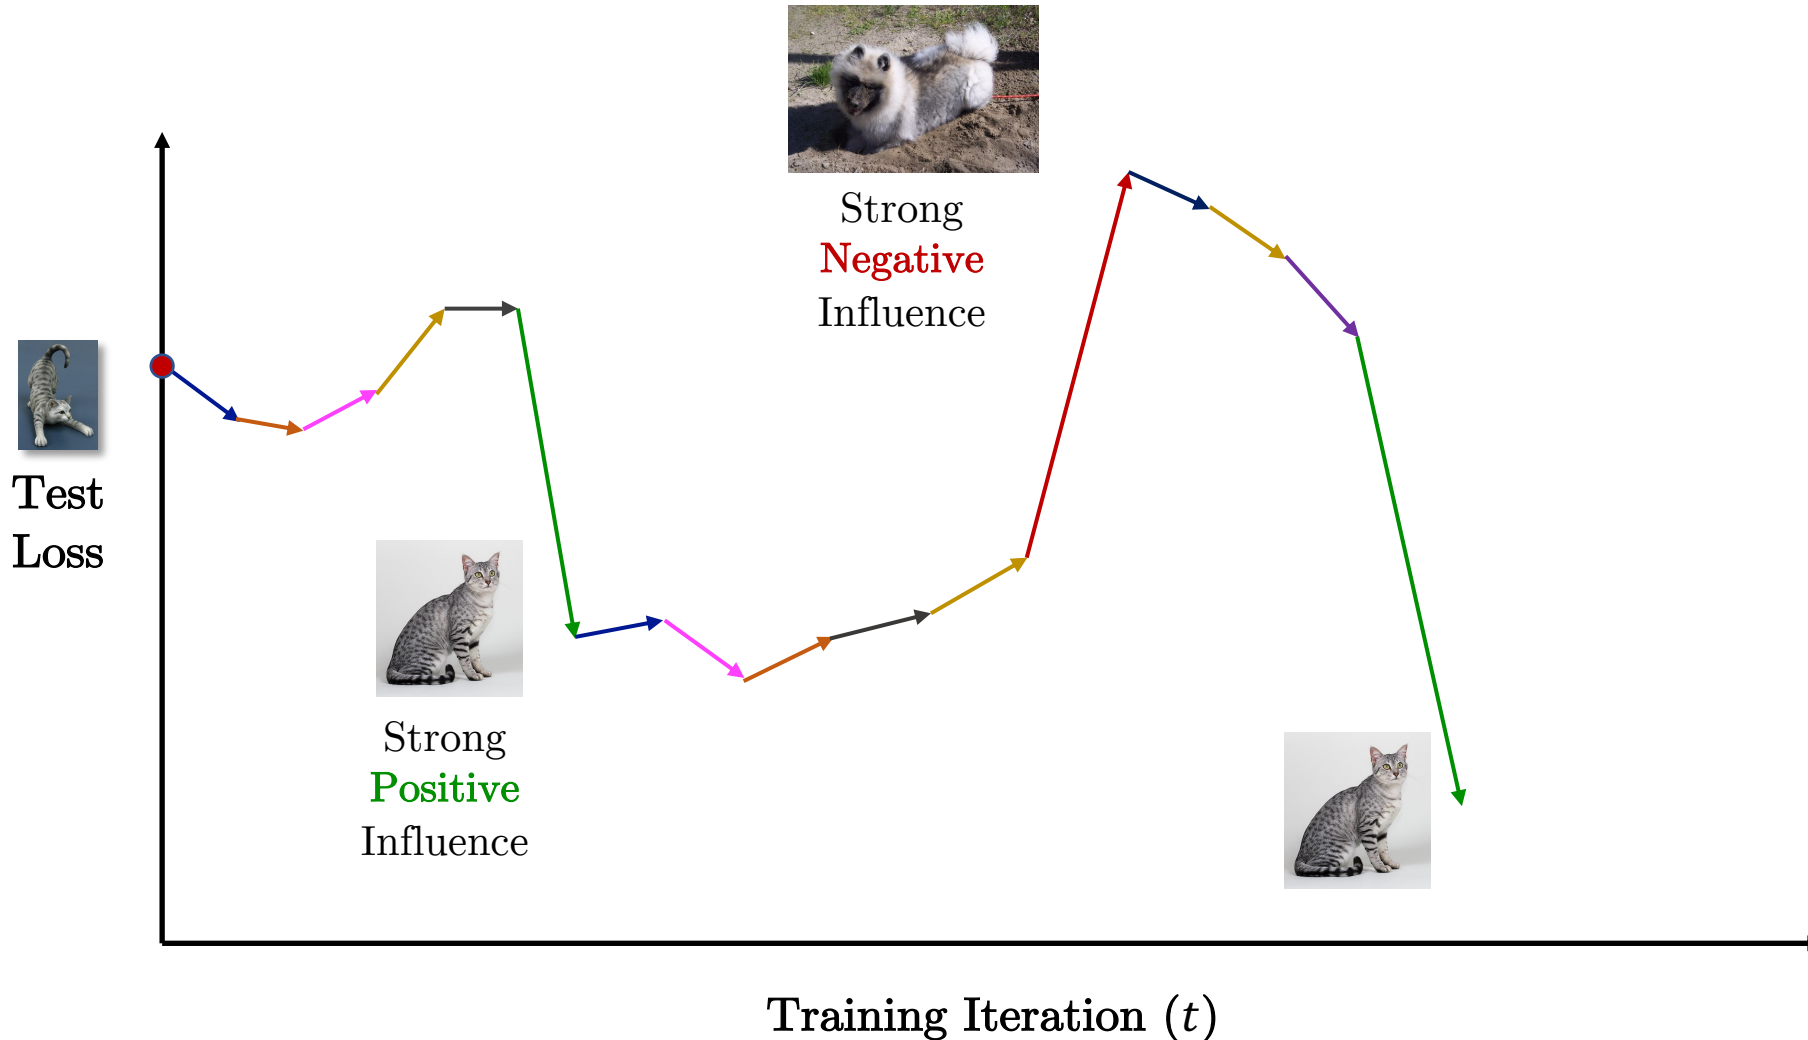 Strong
Negative
Influence
Test
Loss
Strong
Positive
Influence
Training Iteration (t)